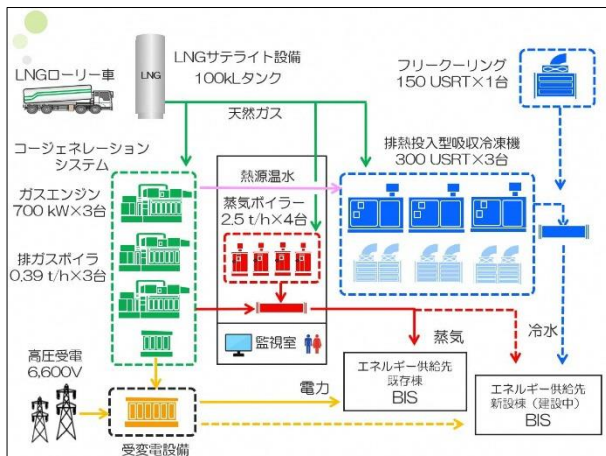 LNGローリー車
LNG
LNGサテライト設備
100kLタンク
天然ガス
フリークーリング
150 USRT×1台
コージェネレーション
システム
ガスエンジン
700 kW×3台
排ガスボイラ
0.39 t/h×3台
熱源温水
蒸気ボイラー
2.5 t/h×4台
排熱投入型吸収冷凍機
300 USRT×3台
監視室
蒸気
冷水
高圧受電
6,600V
電力
受変電設備
エネルギー供給先
既存棟
BIS
エネルギー供給先
新設棟（建設中）
BIS